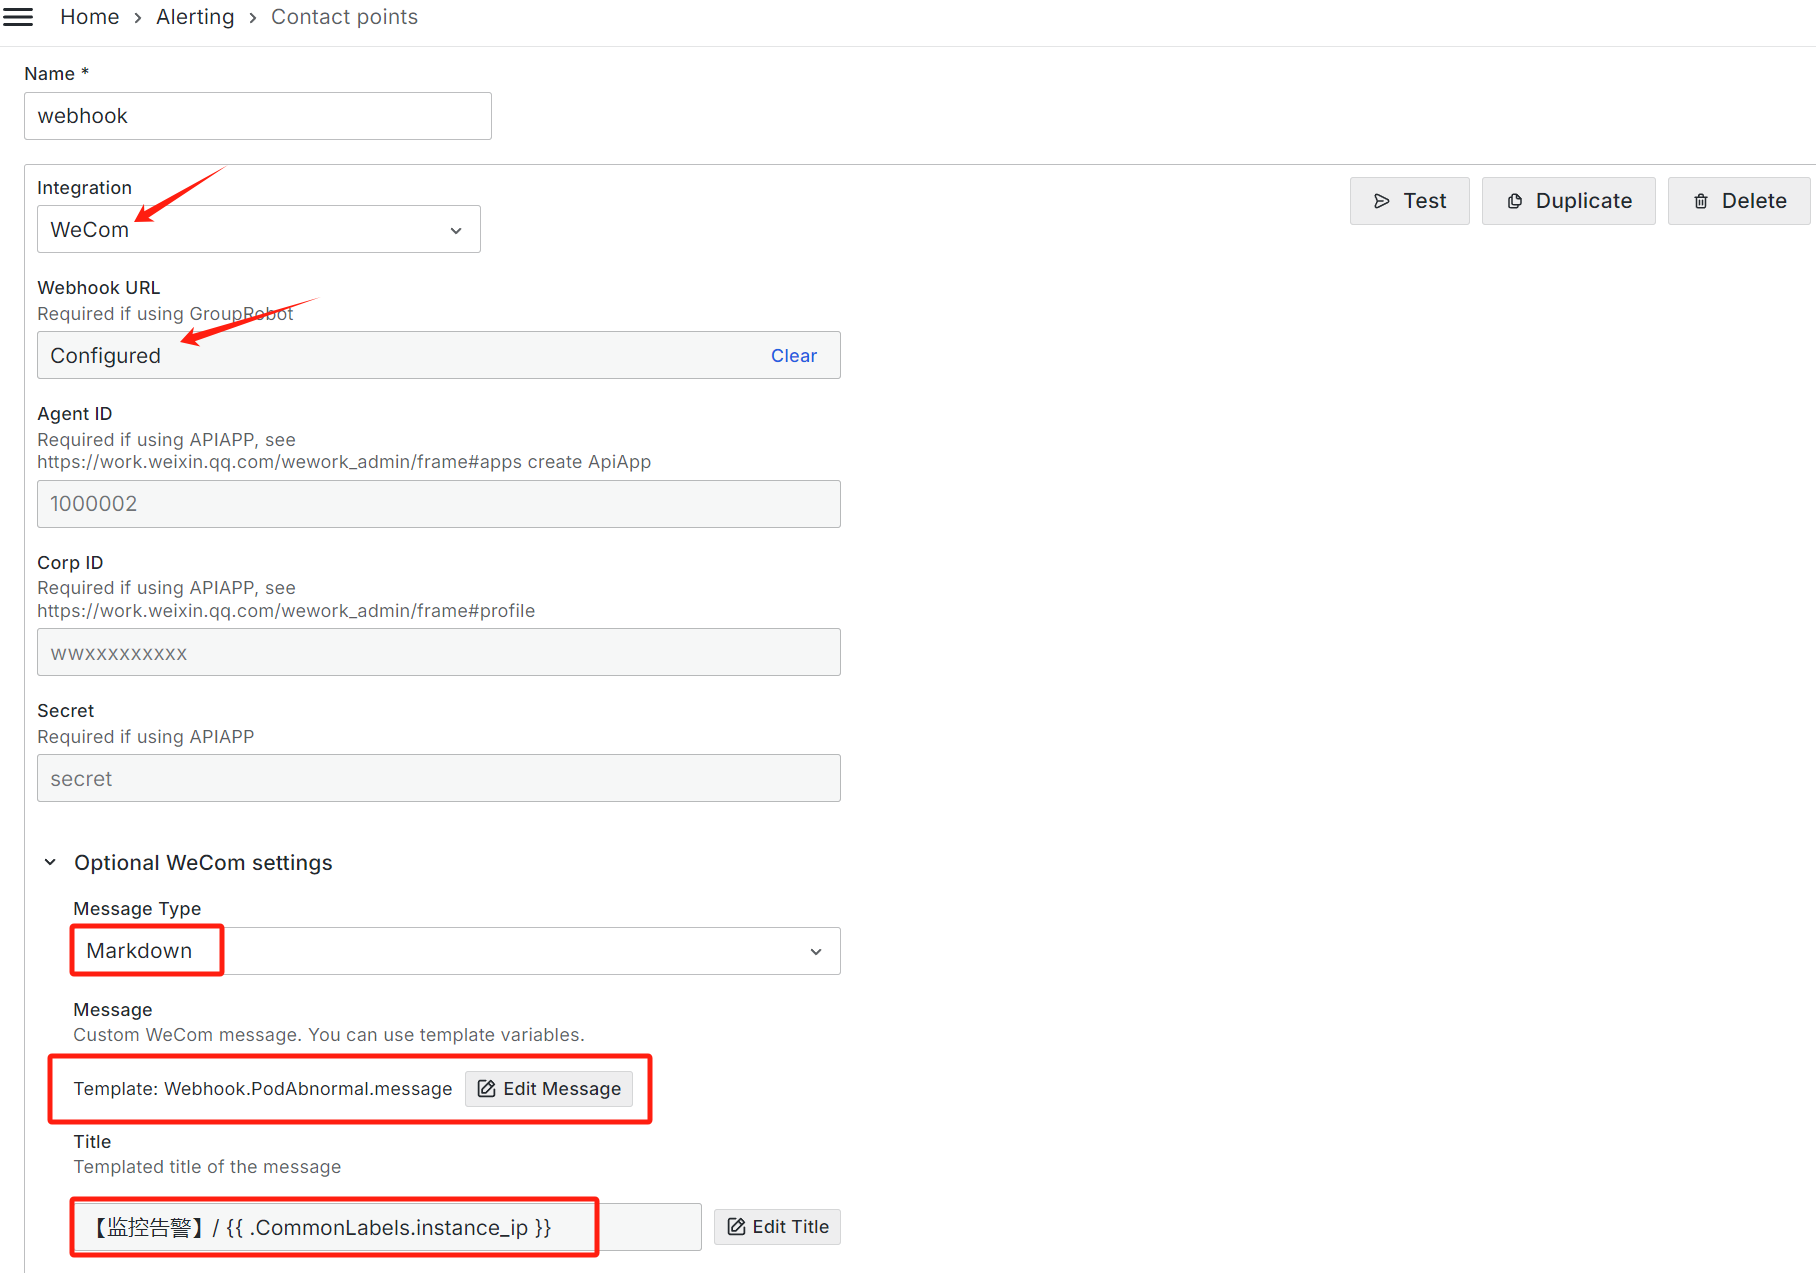 Home › Alerting › Contact points
Name *
webhook
Integration
WeCom
Test
Duplicate
Delete
Webhook URL
Required if using GroupRobot
Configured
Clear
Agent ID
Required if using APIAPP, see
https://work.weixin.qq.com/wework_admin/frame#apps create ApiApp
1000002
Corp ID
Required if using APIAPP, see
https://work.weixin.qq.com/wework_admin/frame#profile
wwxxxxxxxxx
Secret
Required if using APIAPP
secret
Optional WeCom settings
Message Type
Markdown
Message
Custom WeCom message. You can use template variables.
Template: Webhook.PodAbnormal.message
Edit Message
Title
Templated title of the message
【监控告警】/ {{ .CommonLabels.instance_ip }}
Edit Title